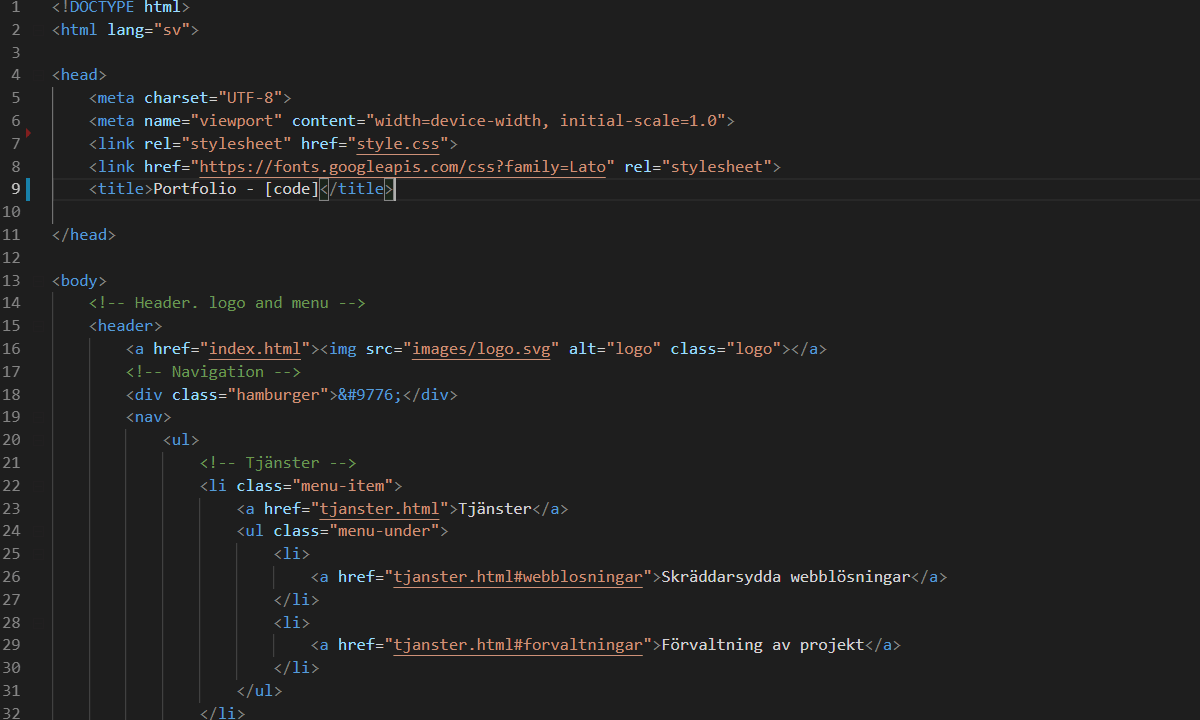 1 <!DOCTYPE html>
2 <html lang="sv">
3
4 <head>
5 <meta charset="UTF-8">
6 <meta name="viewport" content="width=device-width, initial-scale=1.0">
7 <link rel="stylesheet" href="style.css">
8 <link href="https://fonts.googleapis.com/css?family=Lato" rel="stylesheet">
9 <title>Portfolio - [code]</title>
10
11 </head>
12
13 <body>
14 <!-- Header. logo and menu -->
15 <header>
16 <a href="index.html"><img src="images/logo.svg" alt="logo" class="logo"></a>
17 <!-- Navigation -->
18 <div class="hamburger">&#9776;</div>
19 <nav>
20 <ul>
21 <!-- Tjänster -->
22 <li class="menu-item">
23 <a href="tjanster.html">Tjänster</a>
24 <ul class="menu-under">
25 <li>
26 <a href="tjanster.html#webblosningar">Skräddarsydda webblösningar</a>
27 </li>
28 <li>
29 <a href="tjanster.html#forvaltningar">Förvaltning av projekt</a>
30 </li>
31 </ul>
32 </li>